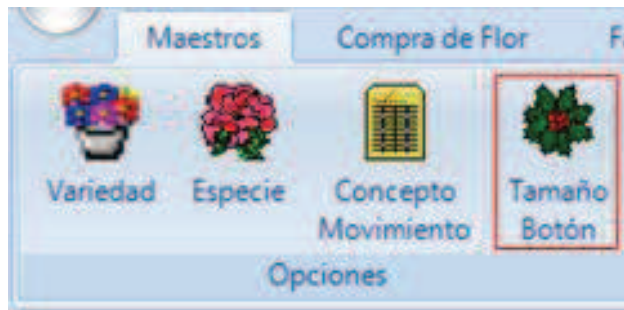 Maestros Compra de Flor
Variedad Especie Concepto Movimiento Tamaño Botón
Opciones